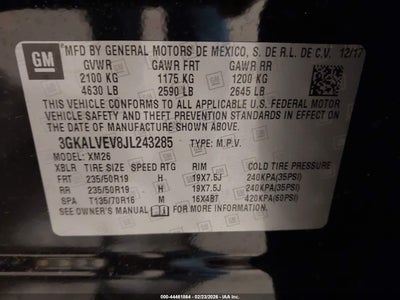 GM
MFD BY GENERAL MOTORS DE MEXICO, S. DE R.L. DE C.V. 12/17
GVWR GAWR FRT GAWR RR
2100 KG 1175 KG 1200 KG
4630 LB 2590 LB 2645 LB
THIS VEHICLE CONFORMS TO ALL APPLICABLE U.S. FEDERAL MOTOR
VEHICLE SAFETY AND THEFT PREVENTION STANDARDS IN
EFFECT ON THE DATE OF MANUFACTURE SHOWN ABOVE.
3GKALVEV8JL243285 TYPE: M.P.V.
MODEL: XM26
XBLR TIRE SIZE SPEED RTG RIM COLD TIRE PRESSURE
FRT 235/50R19 H 19X7.5J 240KPA(35PSI)
RR 235/50R19 H 19X7.5J 240KPA(35PSI)
SPA T135/70R16 M 16X4BT 420KPA(60PSI)
SEE OWNER'S MANUAL FOR MORE INFORMATION.
000-44461864 | 02/23/2026 - IAAI.com